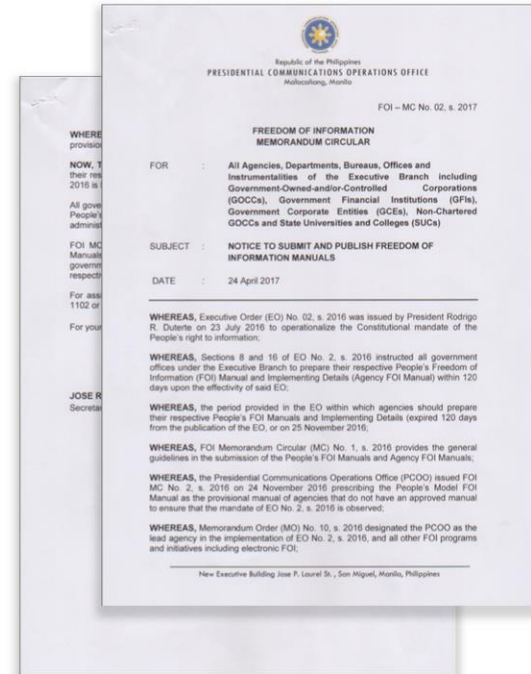 Republic of the Philippines
PRESIDENTIAL COMMUNICATIONS OPERATIONS OFFICE
Malacañang, Manila
FOI – MC No. 02, s. 2017
FREEDOM OF INFORMATION
MEMORANDUM CIRCULAR
FOR : All Agencies, Departments, Bureaus, Offices and
Instrumentalities of the Executive Branch including
Government-Owned-and/or-Controlled Corporations
(GOCCs), Government Financial Institutions (GFIs),
Government Corporate Entities (GCEs), Non-Chartered
GOCCs and State Universities and Colleges (SUCs)
SUBJECT : NOTICE TO SUBMIT AND PUBLISH FREEDOM OF
INFORMATION MANUALS
DATE : 24 April 2017
WHEREAS, Executive Order (EO) No. 02, s. 2016 was issued by President Rodrigo
R. Duterte on 23 July 2016 to operationalize the Constitutional mandate of the
People's right to information;
WHEREAS, Sections 8 and 16 of EO No. 2, s. 2016 instructed all government
offices under the Executive Branch to prepare their respective People's Freedom of
Information (FOI) Manual and Implementing Details (Agency FOI Manual) within 120
days upon the effectivity of said EO;
WHEREAS, the period provided in the EO within which agencies should prepare
their respective People's FOI Manuals and Implementing Details (expired 120 days
from the publication of the EO, or on 25 November 2016;
WHEREAS, FOI Memorandum Circular (MC) No. 1, s. 2016 provides the general
guidelines in the submission of the People's FOI Manuals and Agency FOI Manuals;
WHEREAS, the Presidential Communications Operations Office (PCOO) issued FOI
MC No. 2, s. 2016 on 24 November 2016 prescribing the People's Model FOI
Manual as the provisional manual of agencies that do not have an approved manual
to ensure that the mandate of EO No. 2, s. 2016 is observed;
WHEREAS, Memorandum Order (MO) No. 10, s. 2016 designated the PCOO as the
lead agency in the implementation of EO No. 2, s. 2016, and all other FOI programs
and initiatives including electronic FOI;
New Executive Building Jose P. Laurel St., San Miguel, Manila, Philippines
WHERE
provision
NOW, T
their res
2016 is
All gove
People's
administ
FOI MC
Manuals
governm
respecti
For assi
1102 or
For your
JOSE R
Secretar